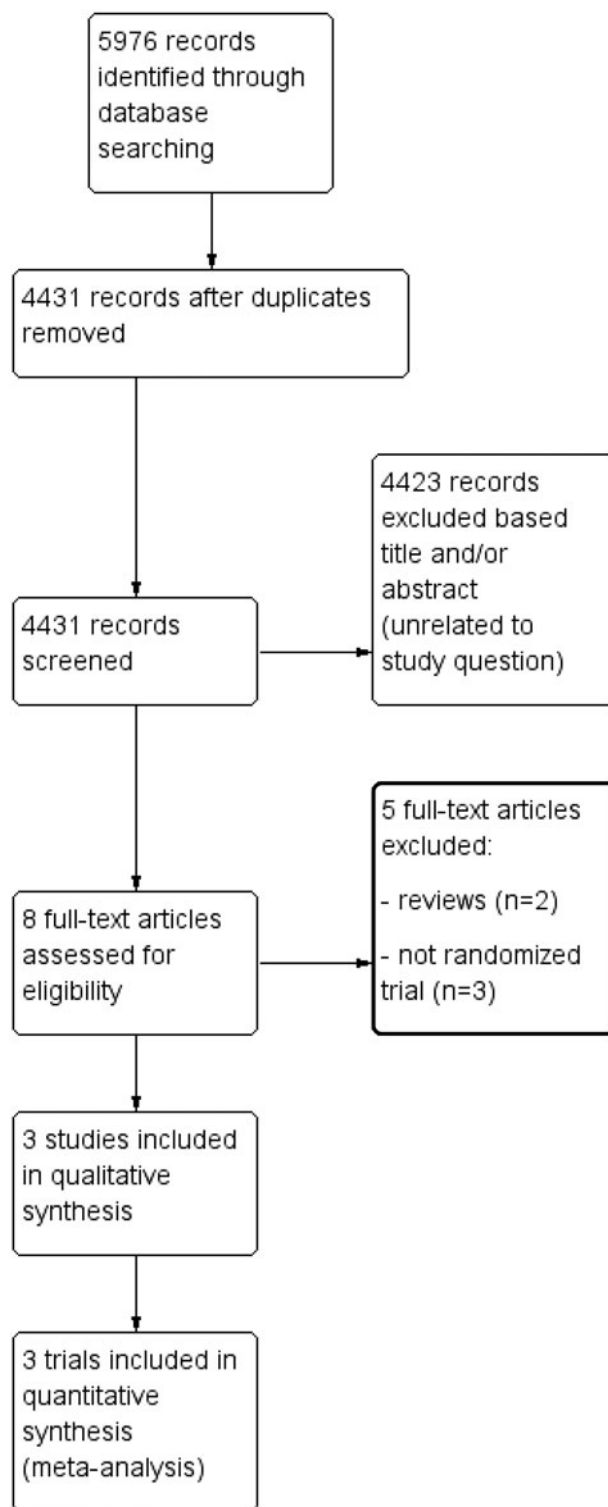 5976 records
identified through
database
searching
4431 records after duplicates
removed
4423 records
excluded based
title and/or
abstract
(unrelated to
study question)
4431 records
screened
5 full-text articles
excluded:
- reviews (n=2)
- not randomized
trial (n=3)
8 full-text articles
assessed for
eligibility
3 studies included
in qualitative
synthesis
3 trials included in
quantitative
synthesis
(meta-analysis)